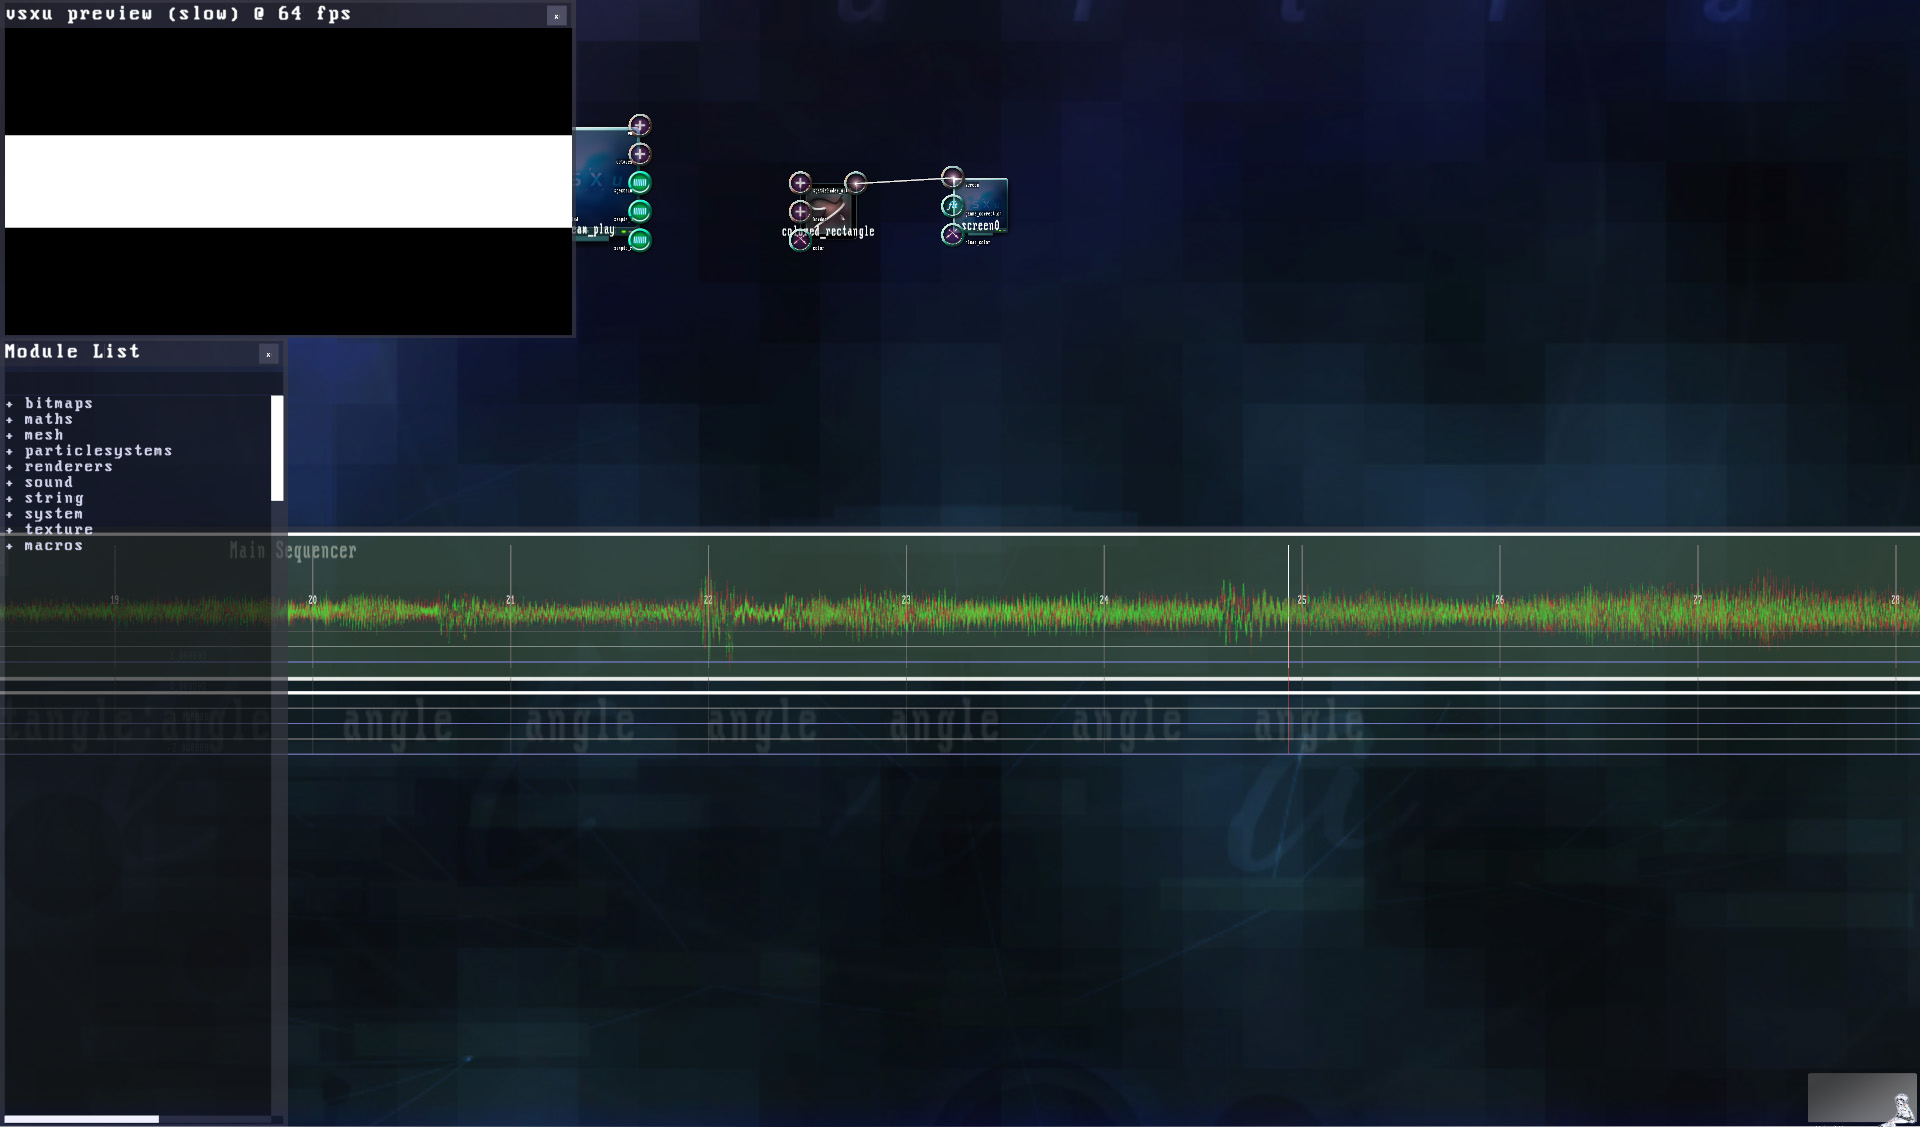 vsxu preview (slow) @ 64 fps
x
am_play
colored_rectangle
screen0
Module List
x
+ bitmaps
+ maths
+ mesh
+ particlesystems
+ renderers
+ sound
+ string
+ system
+ texture
+ macros
Main Sequencer
19 20 21 22 23 24 25 26 27 28
angle angle angle angle angle angle angle